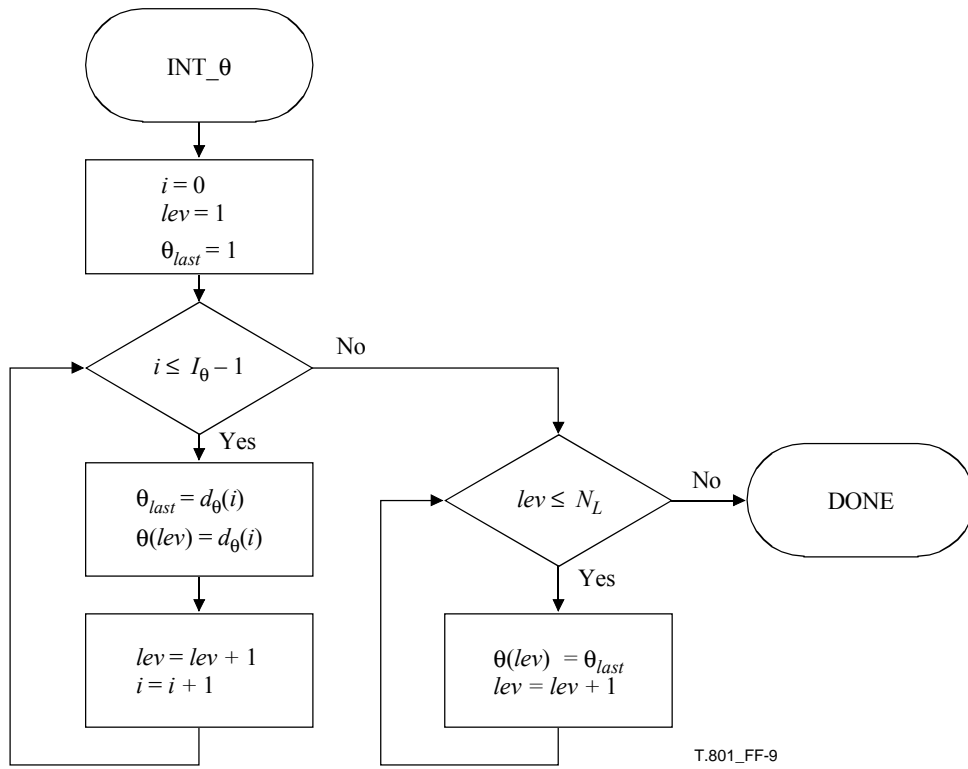 INT_θ
i = 0
lev = 1
θlast = 1
i ≤ Iθ – 1
No
Yes
θlast = dθ(i)
θ(lev) = dθ(i)
lev = lev + 1
i = i + 1
lev ≤ NL
No
DONE
Yes
θ(lev) = θlast
lev = lev + 1
T.801_FF-9